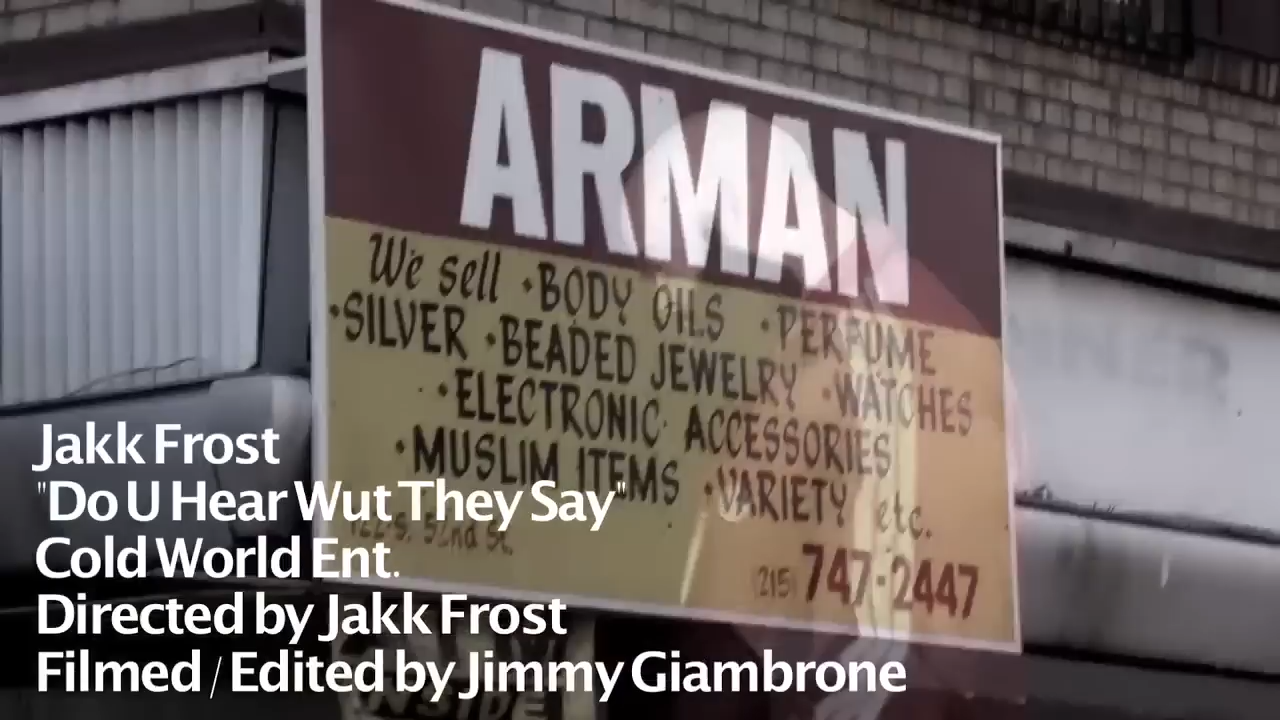 ARMAN
We sell •BODY OILS •PERFUME
•SILVER •BEADED JEWELRY •WATCHES
•ELECTRONIC ACCESSORIES
•MUSLIM ITEMS •VARIETY etc.
S. 52nd St.
(215) 747-2447
Jakk Frost
"Do U Hear Wut They Say"
Cold World Ent.
Directed by Jakk Frost
Filmed / Edited by Jimmy Giambrone